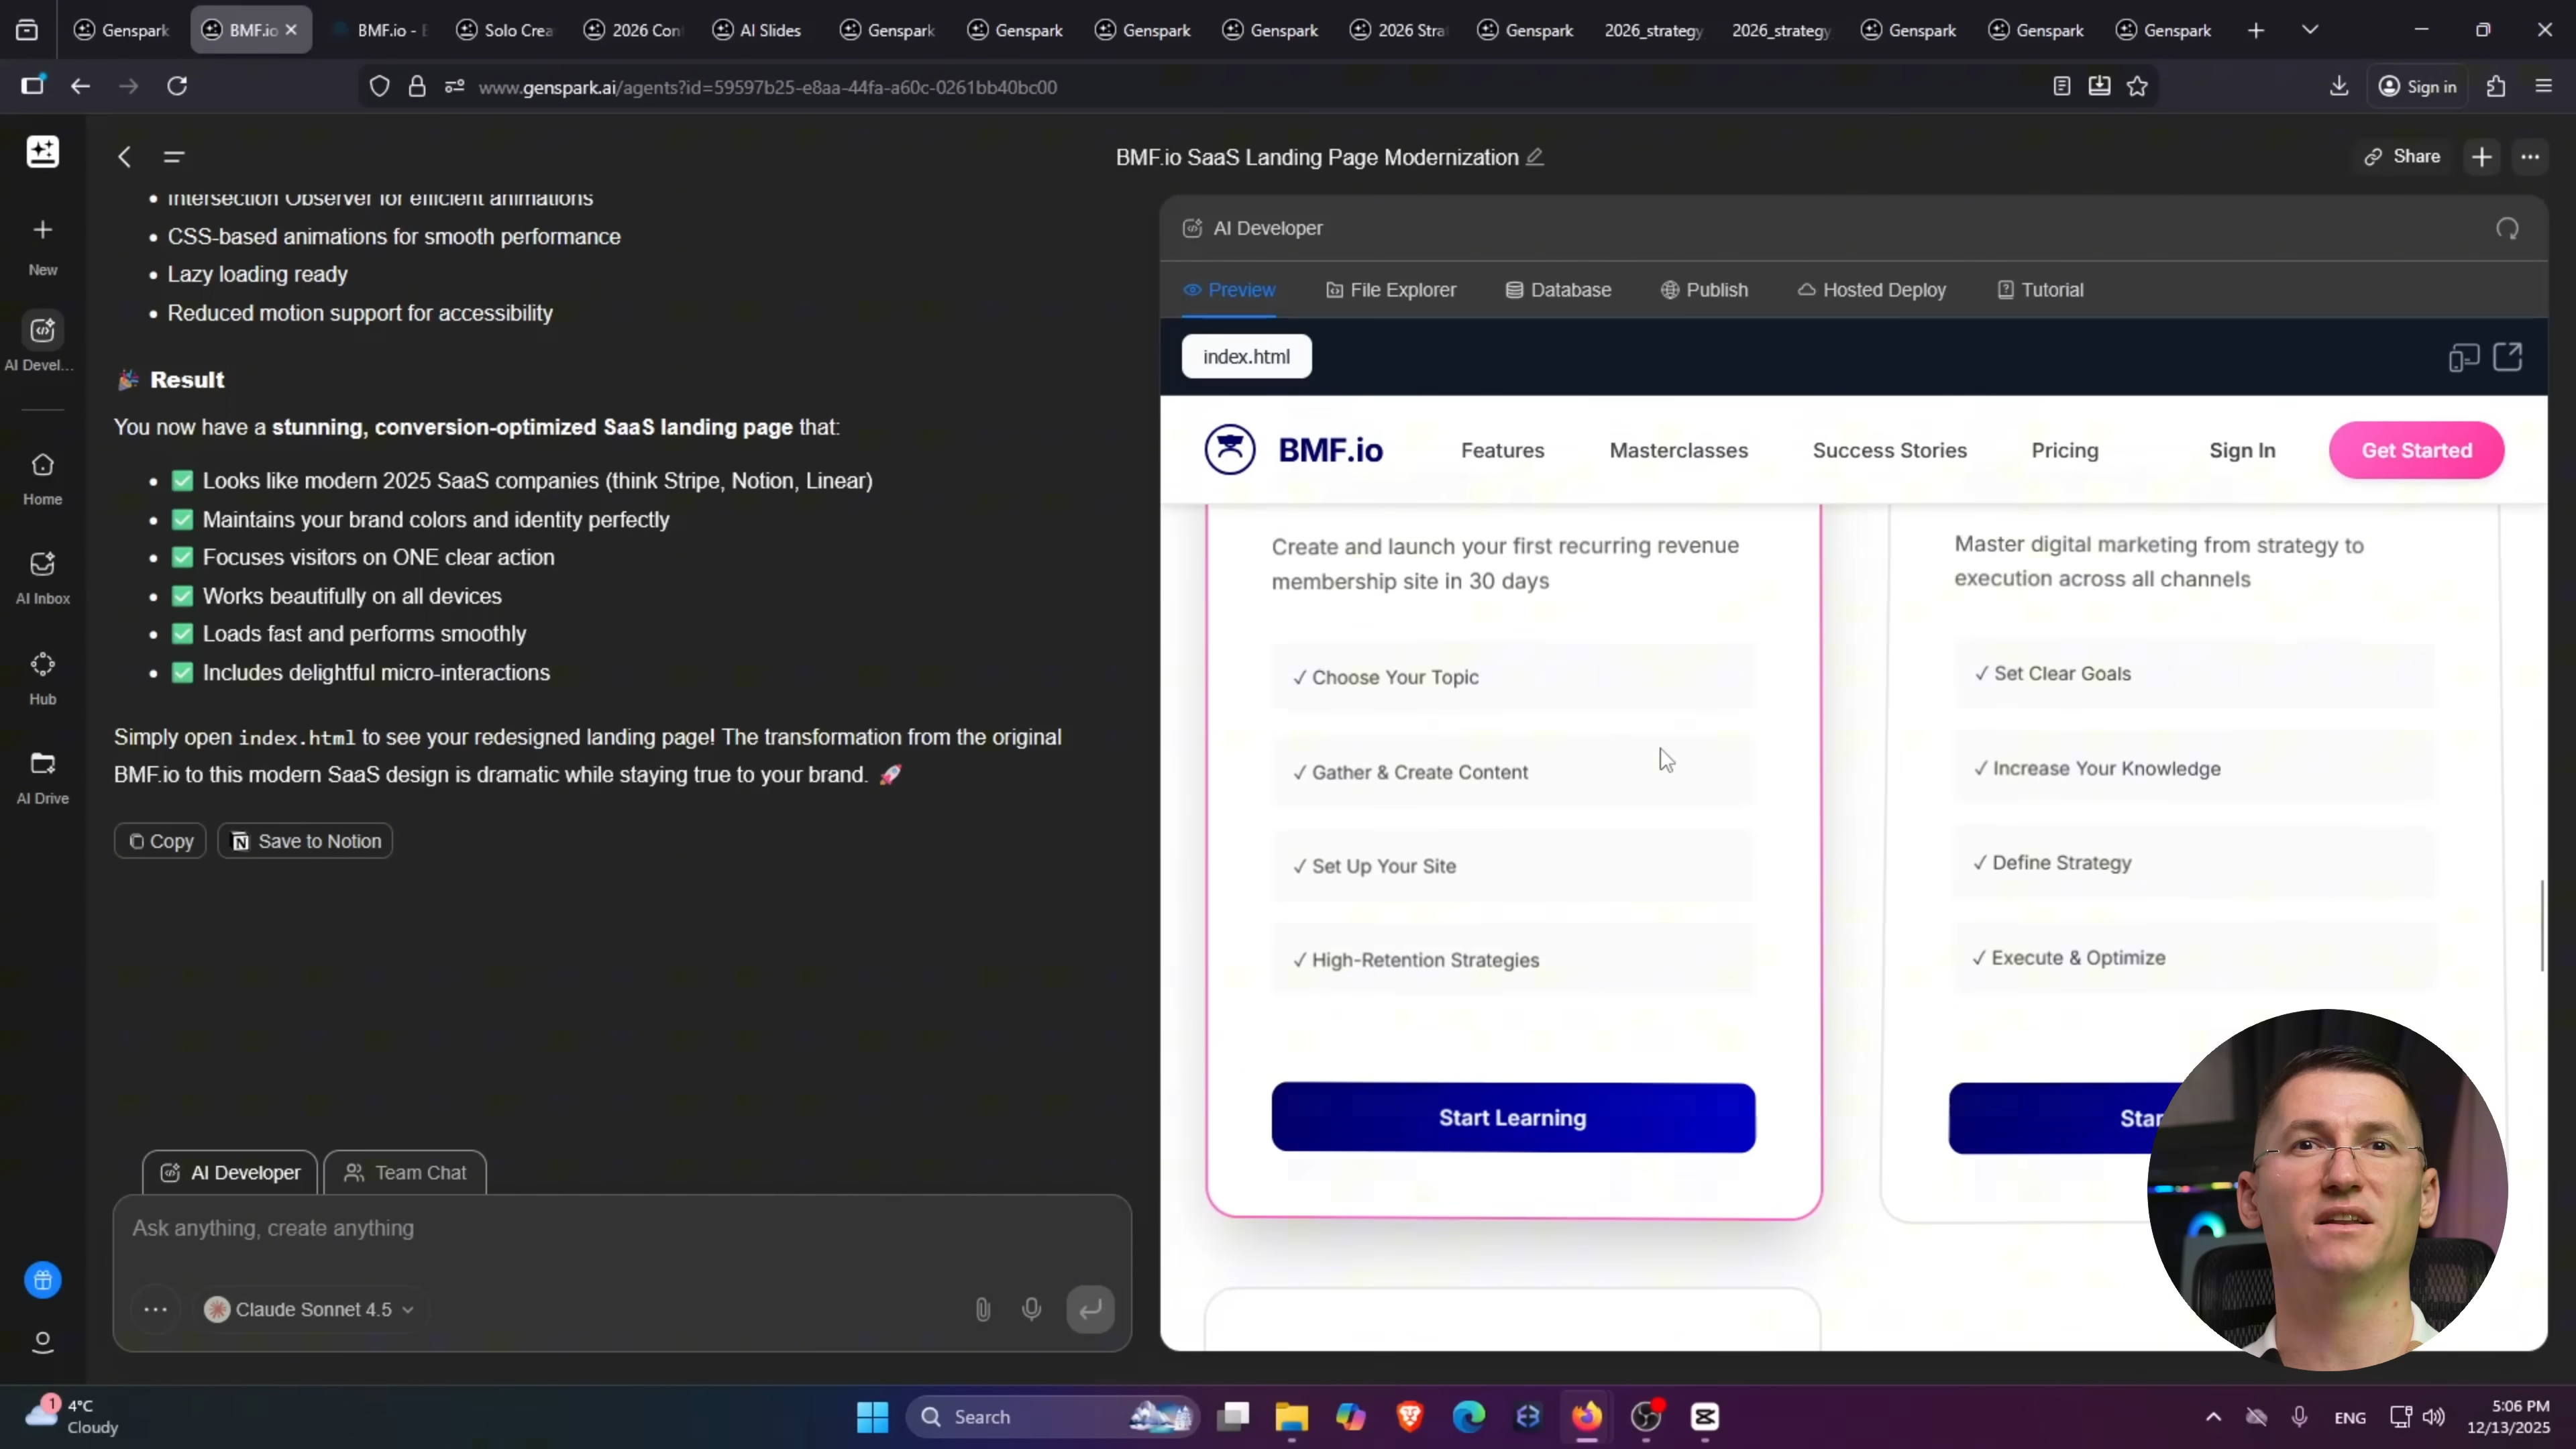 Genspark
BMF.io
BMF.io - 
Solo Crea
2026 Con
AI Slides
Genspark
Genspark
Genspark
Genspark
2026 Stra
Genspark
2026_strategy
2026_strategy
Genspark
Genspark
Genspark
www.genspark.ai/agents?id=59597b25-e8aa-44fa-a60c-0261bb40bc00
Sign in
BMF.io SaaS Landing Page Modernization
Share
New
AI Devel...
Home
AI Inbox
Hub
AI Drive
• Intersection Observer for efficient animations
• CSS-based animations for smooth performance
• Lazy loading ready
• Reduced motion support for accessibility
Result
You now have a stunning, conversion-optimized SaaS landing page that:
• Looks like modern 2025 SaaS companies (think Stripe, Notion, Linear)
• Maintains your brand colors and identity perfectly
• Focuses visitors on ONE clear action
• Works beautifully on all devices
• Loads fast and performs smoothly
• Includes delightful micro-interactions
Simply open index.html to see your redesigned landing page! The transformation from the original
BMF.io to this modern SaaS design is dramatic while staying true to your brand.
Copy
Save to Notion
AI Developer
Team Chat
Ask anything, create anything
Claude Sonnet 4.5
AI Developer
Preview
File Explorer
Database
Publish
Hosted Deploy
Tutorial
index.html
BMF.io
Features
Masterclasses
Success Stories
Pricing
Sign In
Get Started
Create and launch your first recurring revenue
membership site in 30 days
✓ Choose Your Topic
✓ Gather & Create Content
✓ Set Up Your Site
✓ High-Retention Strategies
Start Learning
Master digital marketing from strategy to
execution across all channels
✓ Set Clear Goals
✓ Increase Your Knowledge
✓ Define Strategy
✓ Execute & Optimize
Star
1
4°C
Cloudy
Search
ENG
5:06 PM
12/13/2025